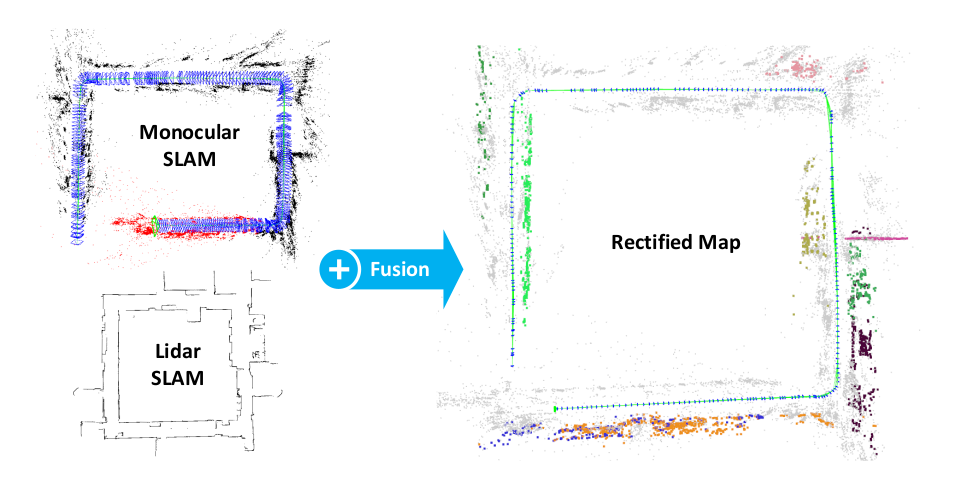 Monocular
SLAM
Lidar
SLAM
Fusion
Rectified Map